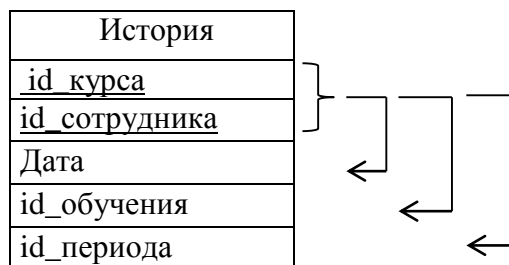 История
id_курса
id_сотрудника
Дата
id_обучения
id_периода